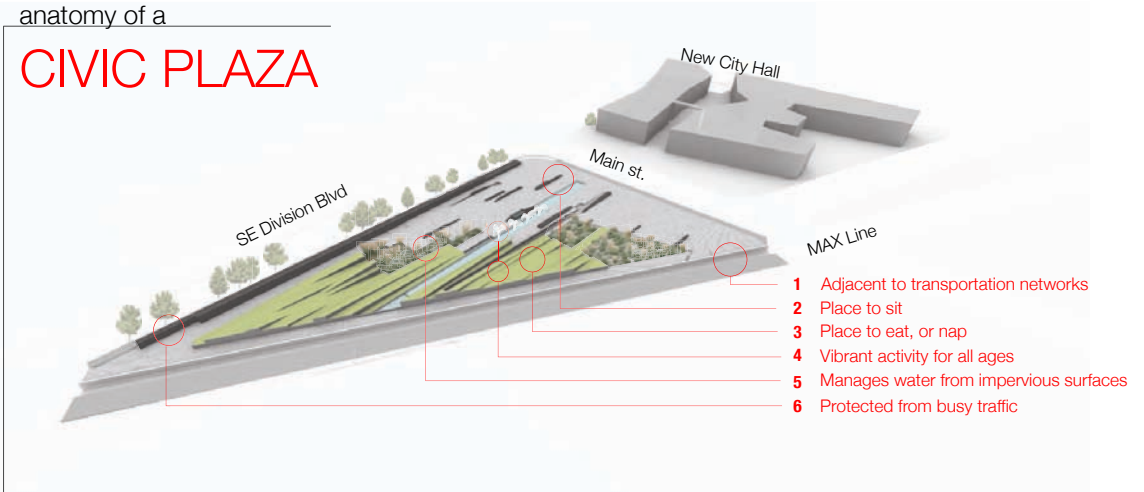 anatomy of a
CIVIC PLAZA
New City Hall
Main st.
SE Division Blvd
MAX Line
1 Adjacent to transportation networks
2 Place to sit
3 Place to eat, or nap
4 Vibrant activity for all ages
5 Manages water from impervious surfaces
6 Protected from busy traffic